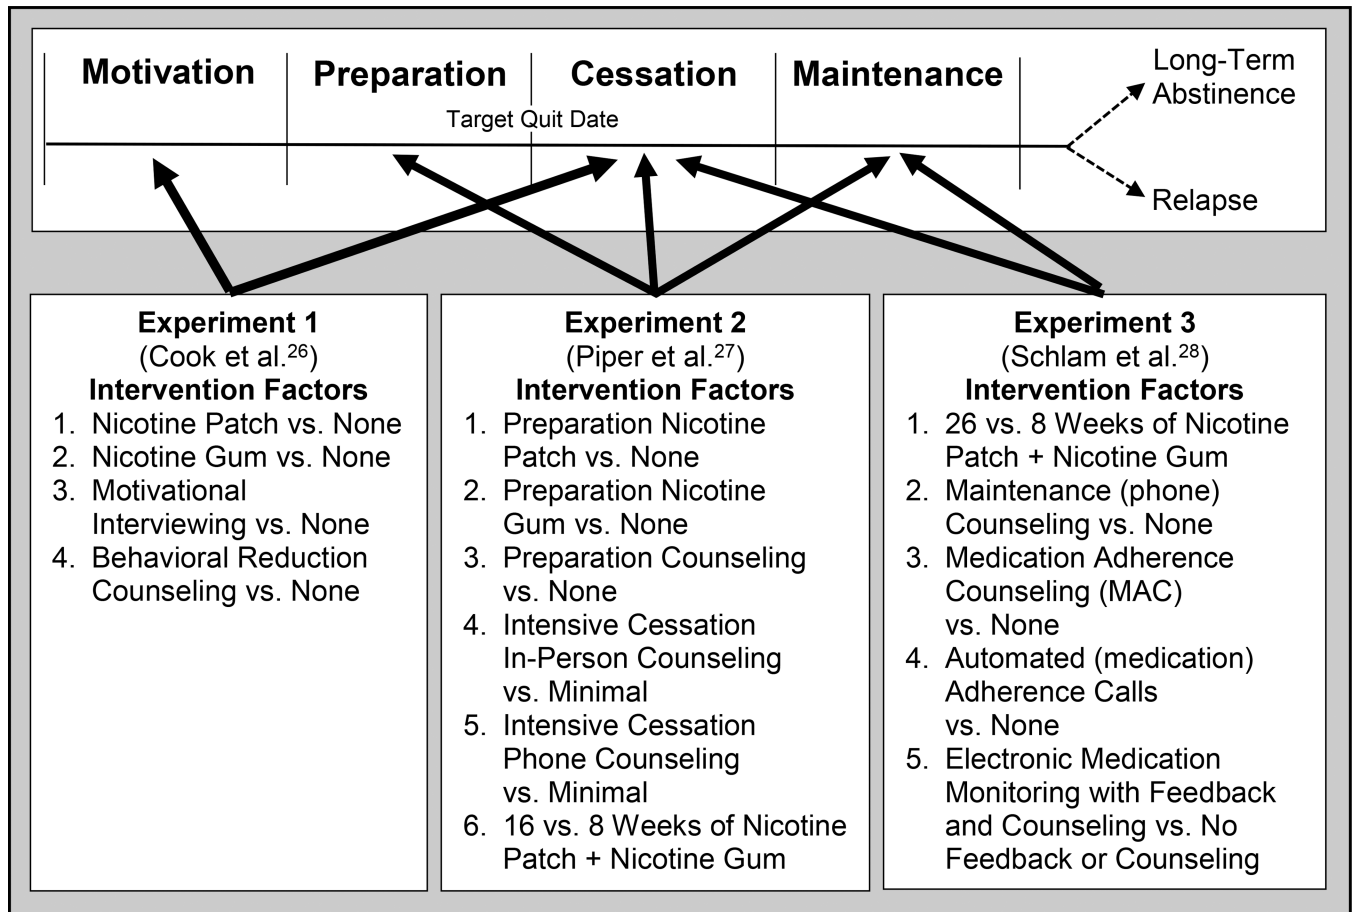 Motivation
Preparation
Cessation
Maintenance
Long-Term
Abstinence
Target Quit Date
Relapse
Experiment 1
(Cook et al.26)
Intervention Factors
1. Nicotine Patch vs. None
2. Nicotine Gum vs. None
3. Motivational
Interviewing vs. None
4. Behavioral Reduction
Counseling vs. None
Experiment 2
(Piper et al.27)
Intervention Factors
1. Preparation Nicotine
Patch vs. None
2. Preparation Nicotine
Gum vs. None
3. Preparation Counseling
vs. None
4. Intensive Cessation
In-Person Counseling
vs. Minimal
5. Intensive Cessation
Phone Counseling
vs. Minimal
6. 16 vs. 8 Weeks of Nicotine
Patch + Nicotine Gum
Experiment 3
(Schlam et al.28)
Intervention Factors
1. 26 vs. 8 Weeks of Nicotine
Patch + Nicotine Gum
2. Maintenance (phone)
Counseling vs. None
3. Medication Adherence
Counseling (MAC)
vs. None
4. Automated (medication)
Adherence Calls
vs. None
5. Electronic Medication
Monitoring with Feedback
and Counseling vs. No
Feedback or Counseling